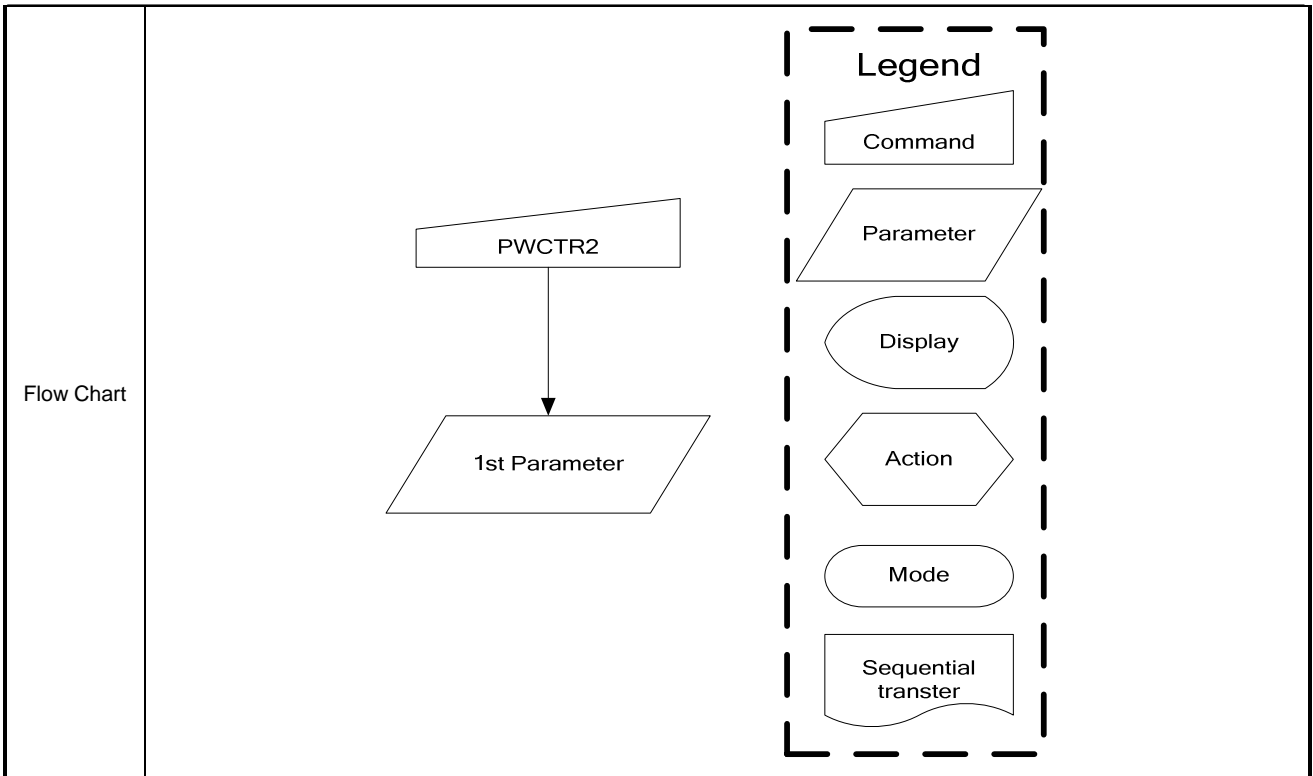 Flow Chart
PWCTR2
1st Parameter
Legend
Command
Parameter
Display
Action
Mode
Sequential
transter